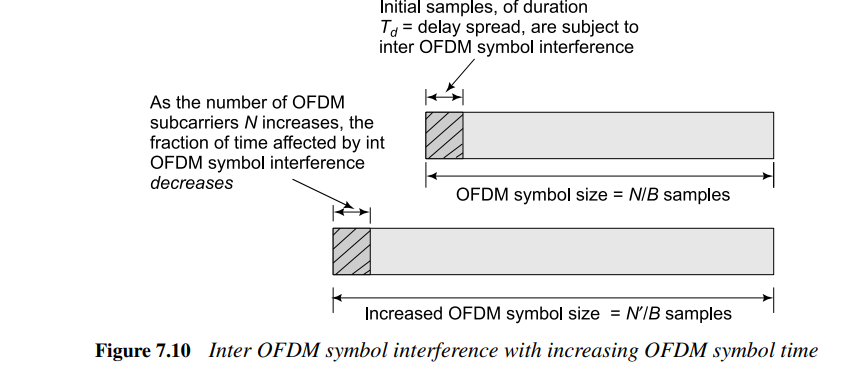 Initial samples, of duration
T_d = delay spread, are subject to
inter OFDM symbol interference
As the number of OFDM
subcarriers N increases, the
fraction of time affected by int
OFDM symbol interference
decreases
OFDM symbol size = N/B samples
Increased OFDM symbol size = N'/B samples
Figure 7.10 Inter OFDM symbol interference with increasing OFDM symbol time